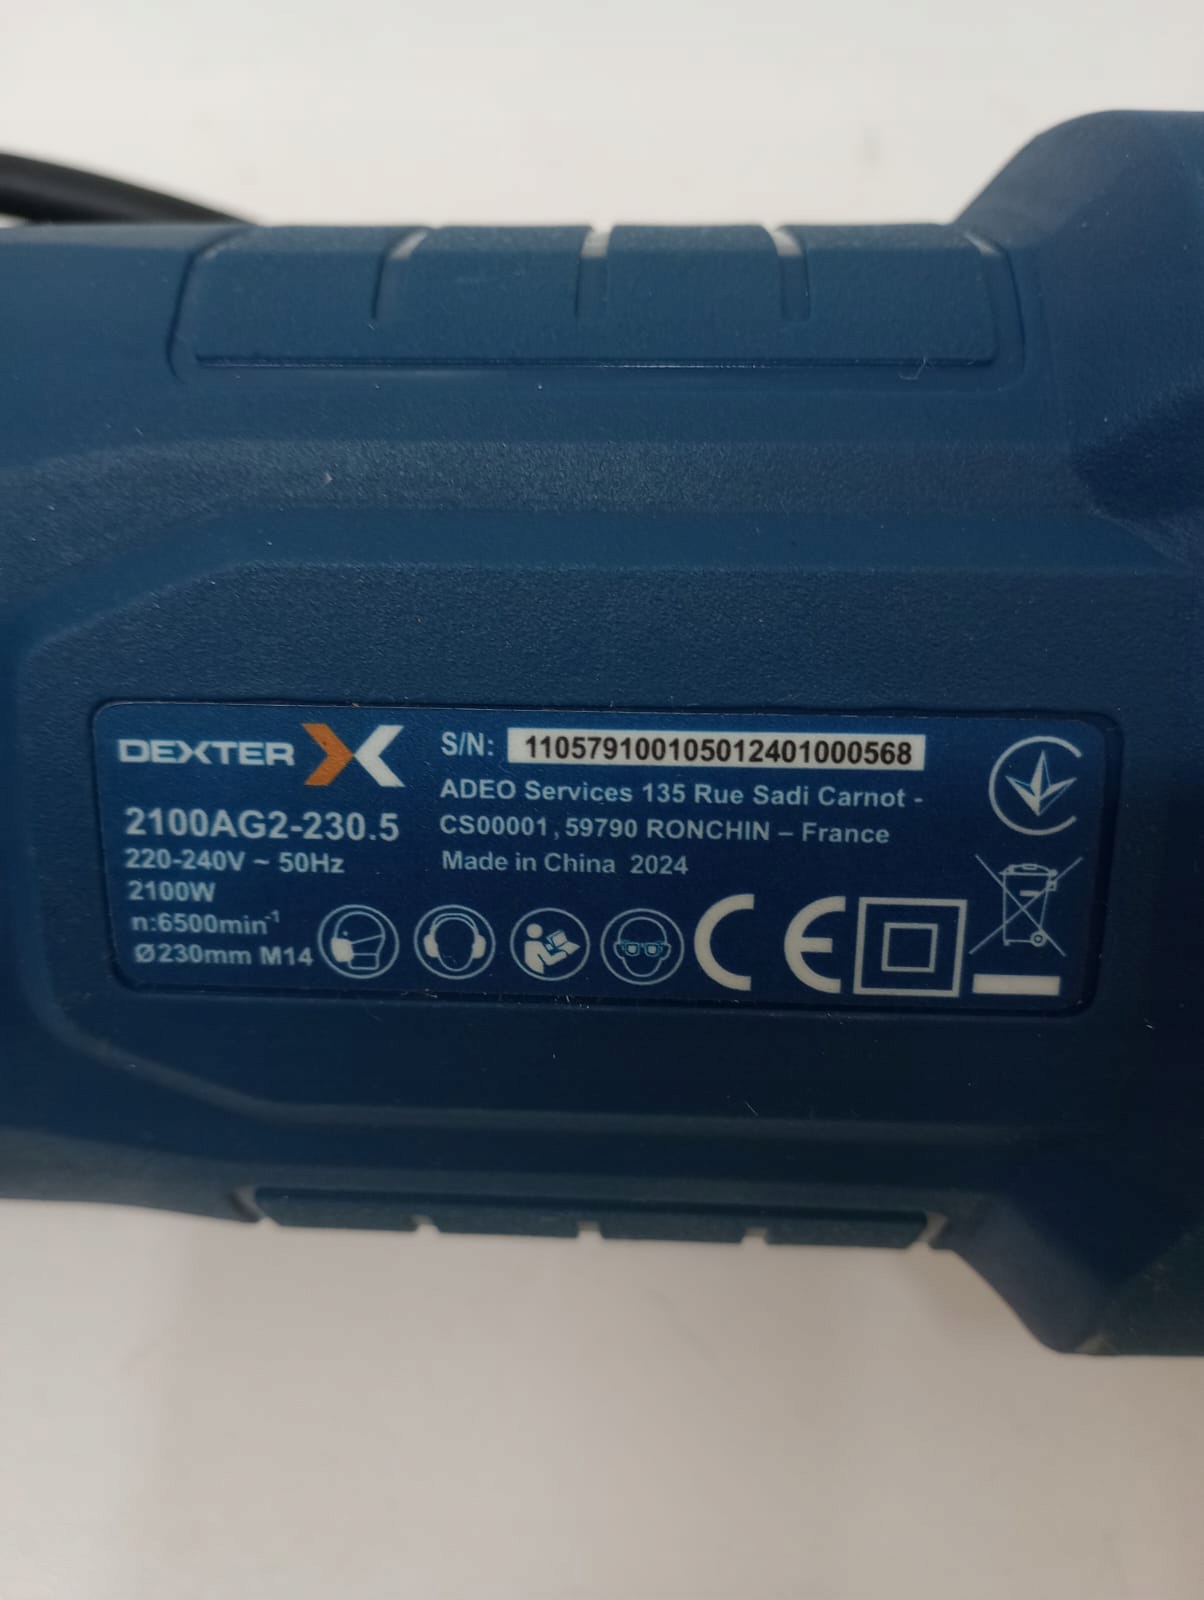 DEXTER
2100AG2-230.5
220-240V ~ 50Hz
2100W
n:6500min⁻¹
Ø230mm M14
S/N: 110579100105012401000568
ADEO Services 135 Rue Sadi Carnot -
CS00001, 59790 RONCHIN – France
Made in China 2024
CE